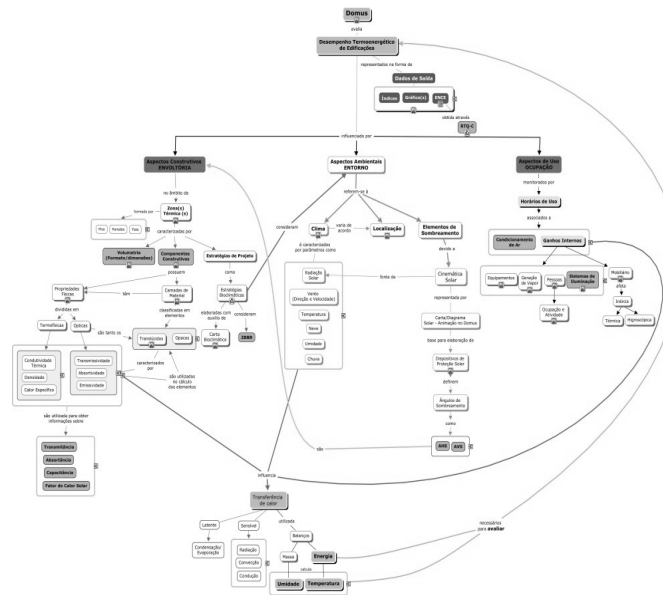 Domus
avalia
Desempenho Termoenergético
de Edificações
representados na forma de
Dados de Saída
Índices
Gráfico(s)
ENCE
obtida através
RTQ-C
influenciado por
Aspectos Construtivos
ENVOLTÓRIA
Aspectos Ambientais
ENTORNO
Aspectos de Uso
OCUPAÇÃO
no âmbito da
Zona(s)
Térmica (s)
formada por
Piso
Paredes
Teto
caracterizadas por
Volumetria
(Formato/dimensões)
Componentes
Construtivos
Estratégias de Projeto
possuem
Propriedades
Físicas
têm
Camadas de
Material
como
Estratégias
Bioclimáticas
consideram
divididas em
Termofísicas
Ópticas
classificadas em
elementos
são tanto os
Translúcidos
Opacos
elaboradas com
auxílio de
Carta
Bioclimática
consideram
ZBBR
Condutividade
Térmica
Densidade
Calor Específico
Transmissividade
Absortividade
Emissividade
caracterizados
por
são utilizadas
no cálculo
dos elementos
são utilizada para obter
informações sobre
Transmitância
Absortância
Capacitância
Fator de Calor Solar
referem-se à
Clima
varia de
acordo
Localização
Elementos de
Sombreamento
é caracterizados
por parâmetros como
Radiação
Solar
Vento
(Direção e Velocidade)
Temperatura
Neve
Umidade
Chuva
devido a
fonte de
Cinemática
Solar
representada por
Carta/Diagrama
Solar - Animação no Domus
base para elaboração de
Dispositivos de
Proteção Solar
definem
Ângulos de
Sombreamento
como
AHS
AVS
são
monitorados por
Horários de Uso
associados a
Condicionamento
de Ar
Ganhos Internos
Equipamentos
Geração
de Vapor
Pessoas
Sistemas de
Iluminação
Mobiliário
afeta
Inércia
Térmica
Higroscópica
Ocupação e
Atividade
influencia
Transferência
de calor
Latente
Sensível
utilizada
Condensação/
Evaporação
Radiação
Convecção
Condução
Balanços
Massa
Energia
calcula
Umidade
Temperatura
necessários
para avaliar